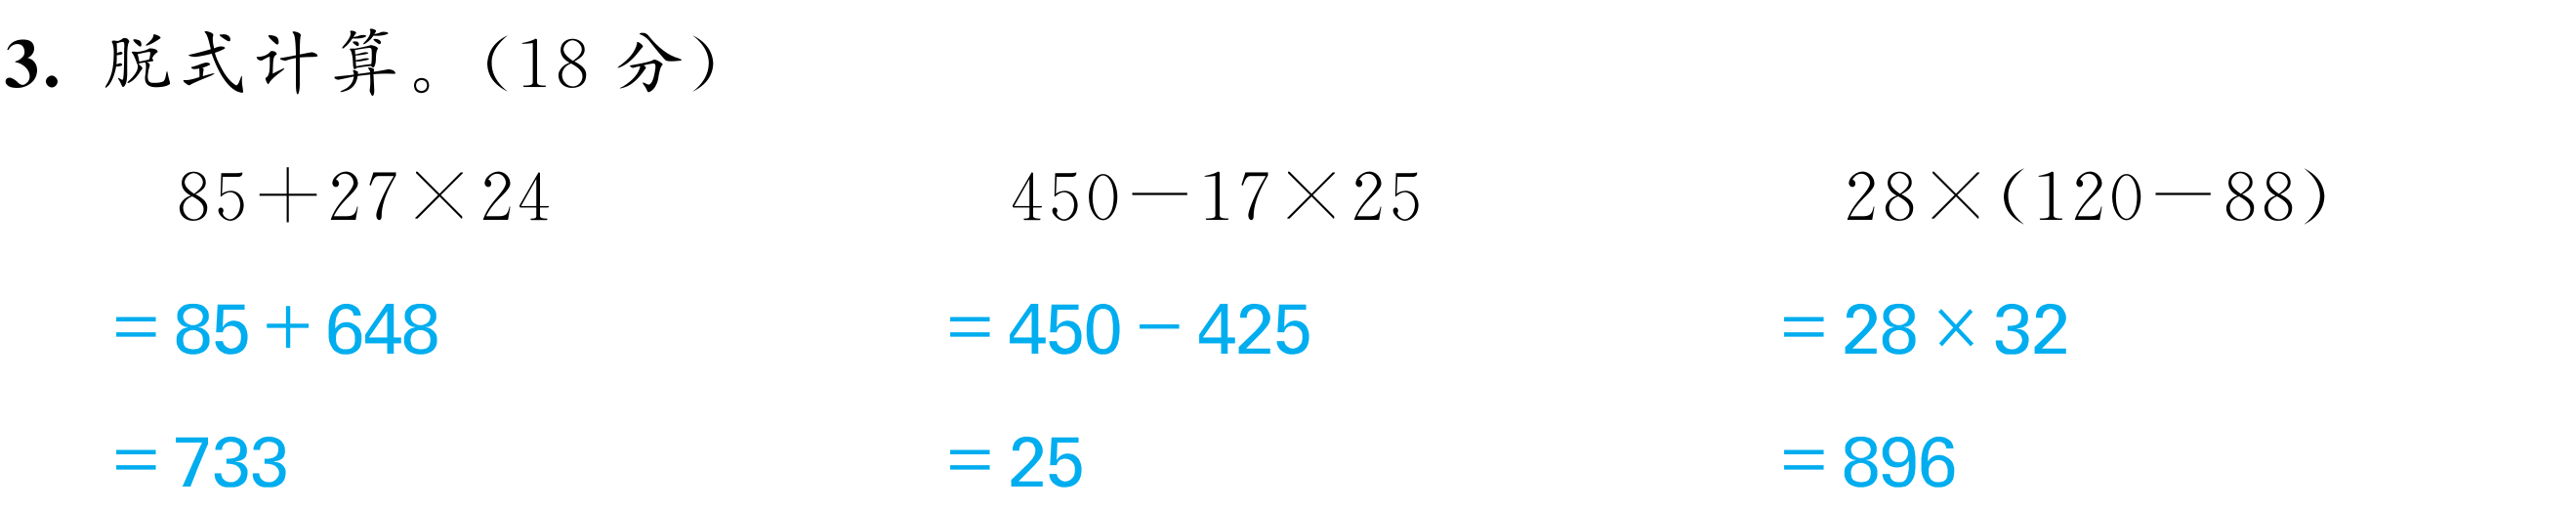 3. 脱式计算。(18 分)
85+27×24 450-17×25 28×(120-88)
=85+648 =450-425 =28×32
=733 =25 =896